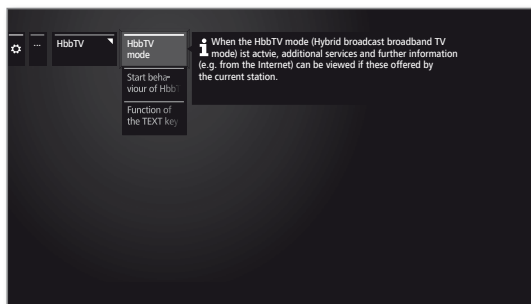 ...
HbbTV
HbbTV
mode
When the HbbTV mode (Hybrid broadcast broadband TV
mode) ist actvie, additional services and further information
(e.g. from the Internet) can be viewed if these offered by
the current station.
Start beha-
viour of HbbT
Function of
the TEXT key